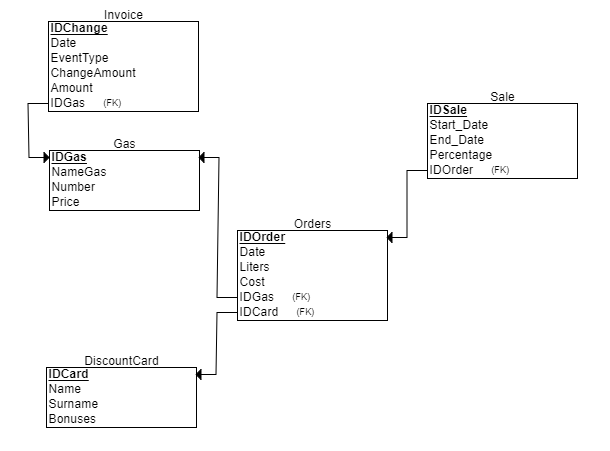 Invoice
IDChange
Date
EventType
ChangeAmount
Amount
IDGas (FK)
Gas
IDGas
NameGas
Number
Price
Sale
IDSale
Start_Date
End_Date
Percentage
IDOrder (FK)
Orders
IDOrder
Date
Liters
Cost
IDGas (FK)
IDCard (FK)
DiscountCard
IDCard
Name
Surname
Bonuses